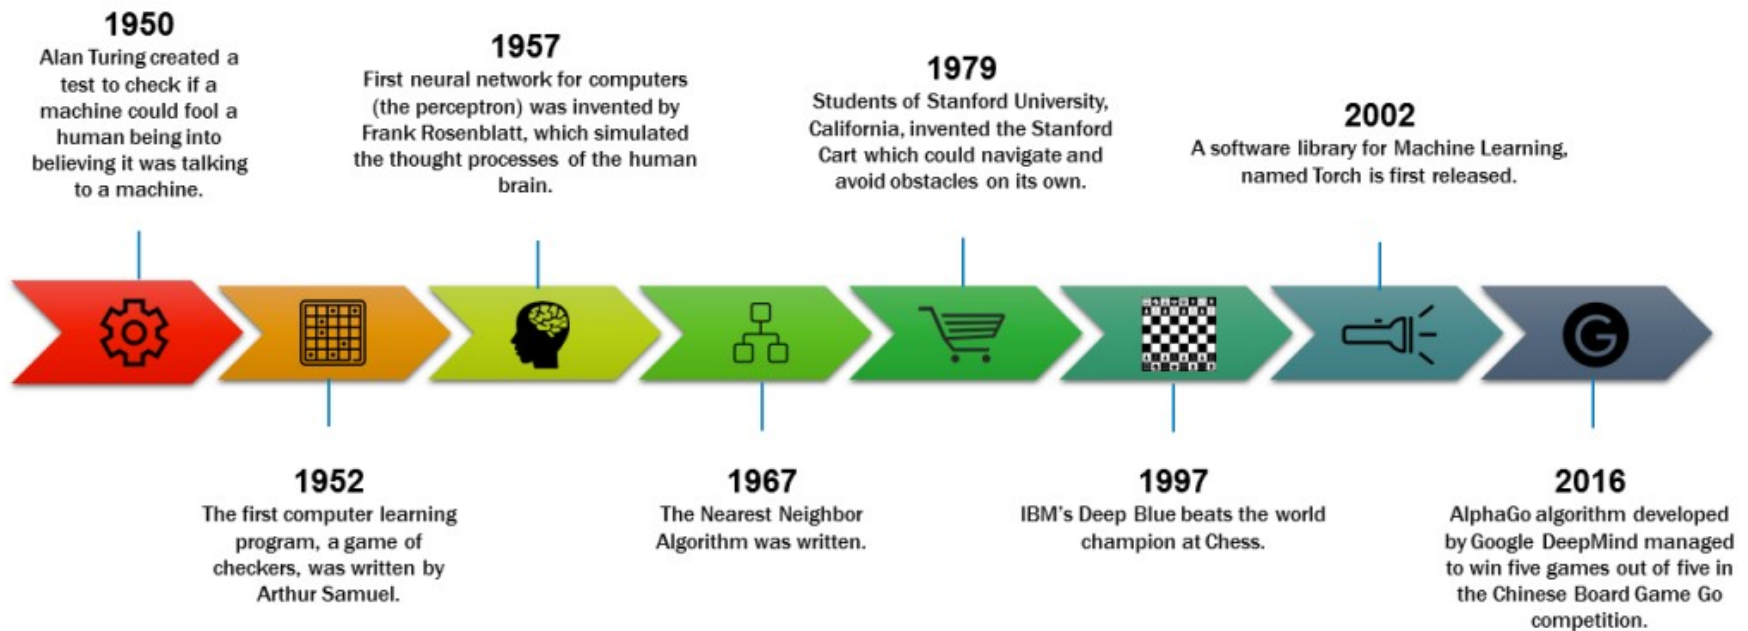 1950
Alan Turing created a
test to check if a
machine could fool a
human being into
believing it was talking
to a machine.
1957
First neural network for computers
(the perceptron) was invented by
Frank Rosenblatt, which simulated
the thought processes of the human
brain.
1979
Students of Stanford University,
California, invented the Stanford
Cart which could navigate and
avoid obstacles on its own.
2002
A software library for Machine Learning,
named Torch is first released.
G
1952
The first computer learning
program, a game of
checkers, was written by
Arthur Samuel.
1967
The Nearest Neighbor
Algorithm was written.
1997
IBM's Deep Blue beats the world
champion at Chess.
2016
AlphaGo algorithm developed
by Google DeepMind managed
to win five games out of five in
the Chinese Board Game Go
competition.